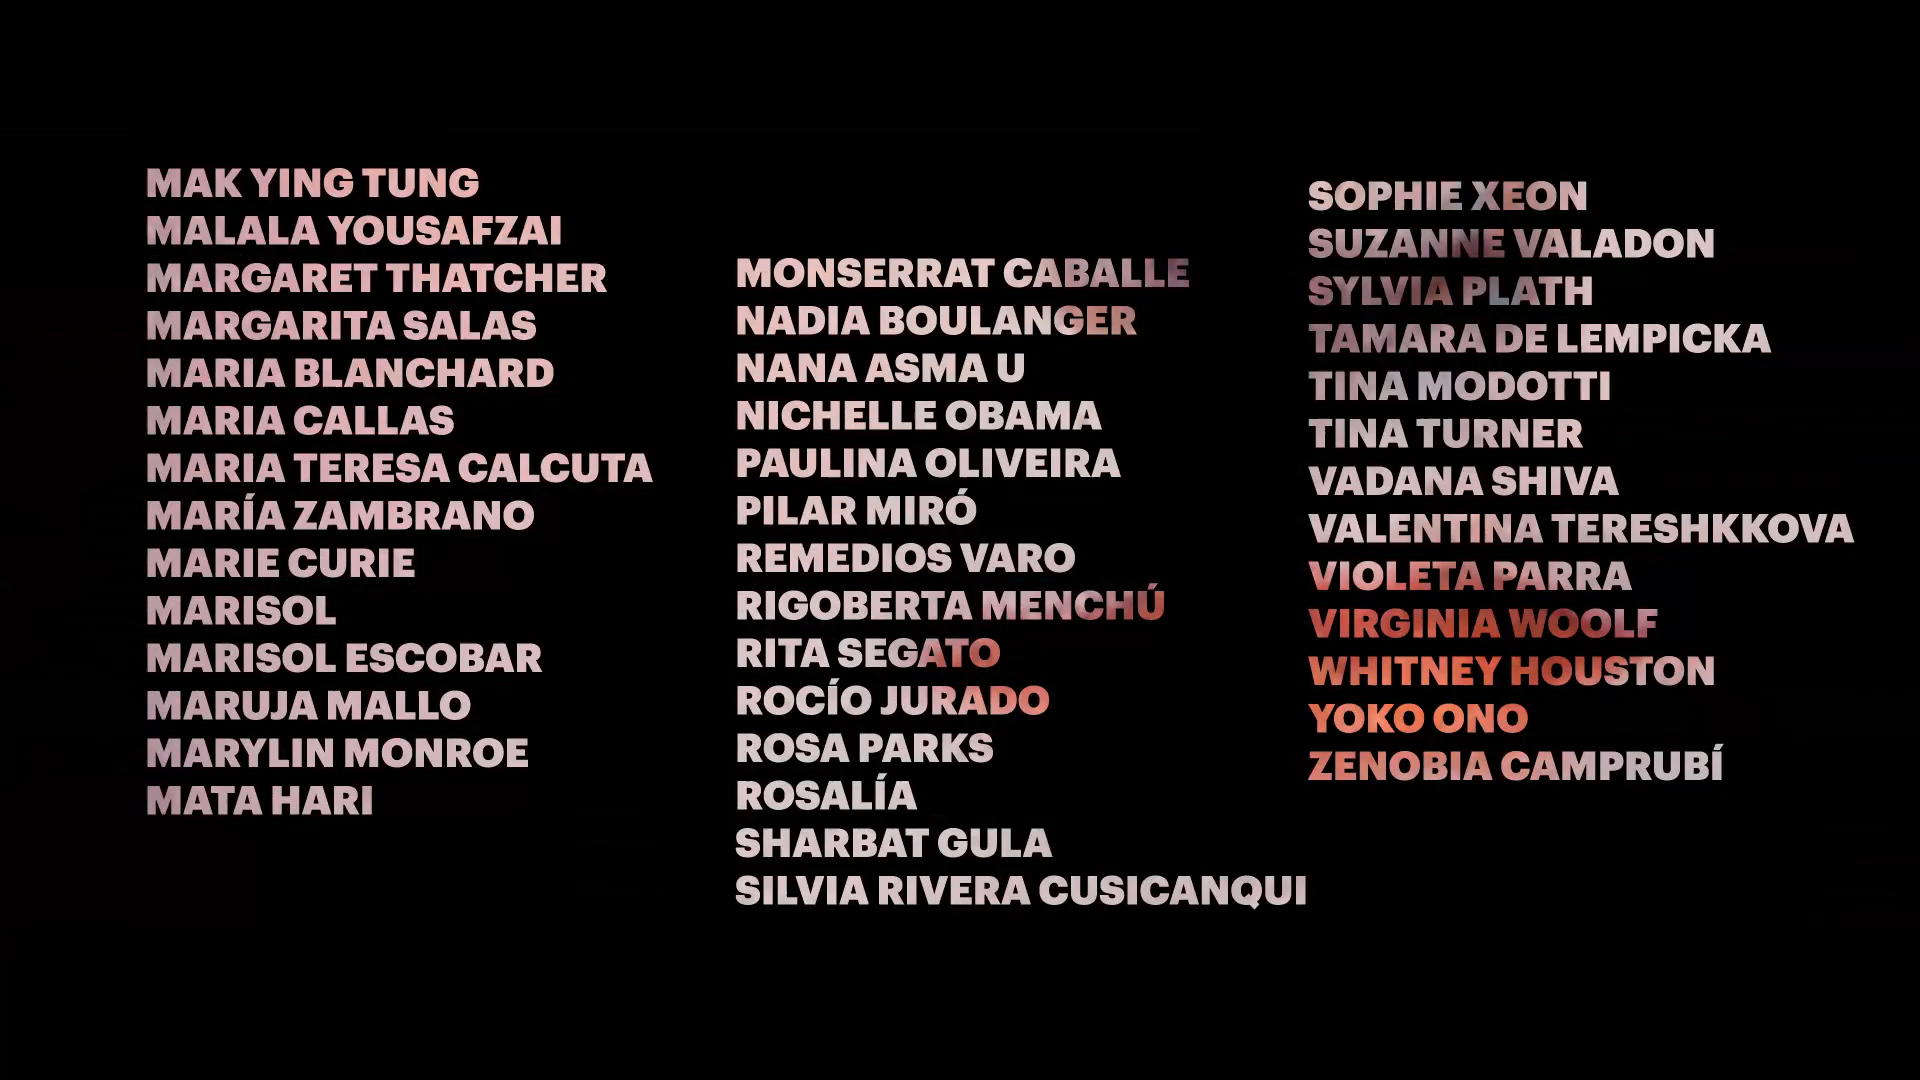 MAK YING TUNG
MALALA YOUSAFZAI
MARGARET THATCHER
MARGARITA SALAS
MARIA BLANCHARD
MARIA CALLAS
MARIA TERESA CALCUTA
MARÍA ZAMBRANO
MARIE CURIE
MARISOL
MARISOL ESCOBAR
MARUJA MALLO
MARYLIN MONROE
MATA HARI
MONSERRAT CABALLE
NADIA BOULANGER
NANA ASMA U
NICHELLE OBAMA
PAULINA OLIVEIRA
PILAR MIRÓ
REMEDIOS VARO
RIGOBERTA MENCHÚ
RITA SEGATO
ROCÍO JURADO
ROSA PARKS
ROSALÍA
SHARBAT GULA
SILVIA RIVERA CUSICANQUI
SOPHIE XEON
SUZANNE VALADON
SYLVIA PLATH
TAMARA DE LEMPICKA
TINA MODOTTI
TINA TURNER
VADANA SHIVA
VALENTINA TERESHKKOVA
VIOLETA PARRA
VIRGINIA WOOLF
WHITNEY HOUSTON
YOKO ONO
ZENOBIA CAMPRUBÍ